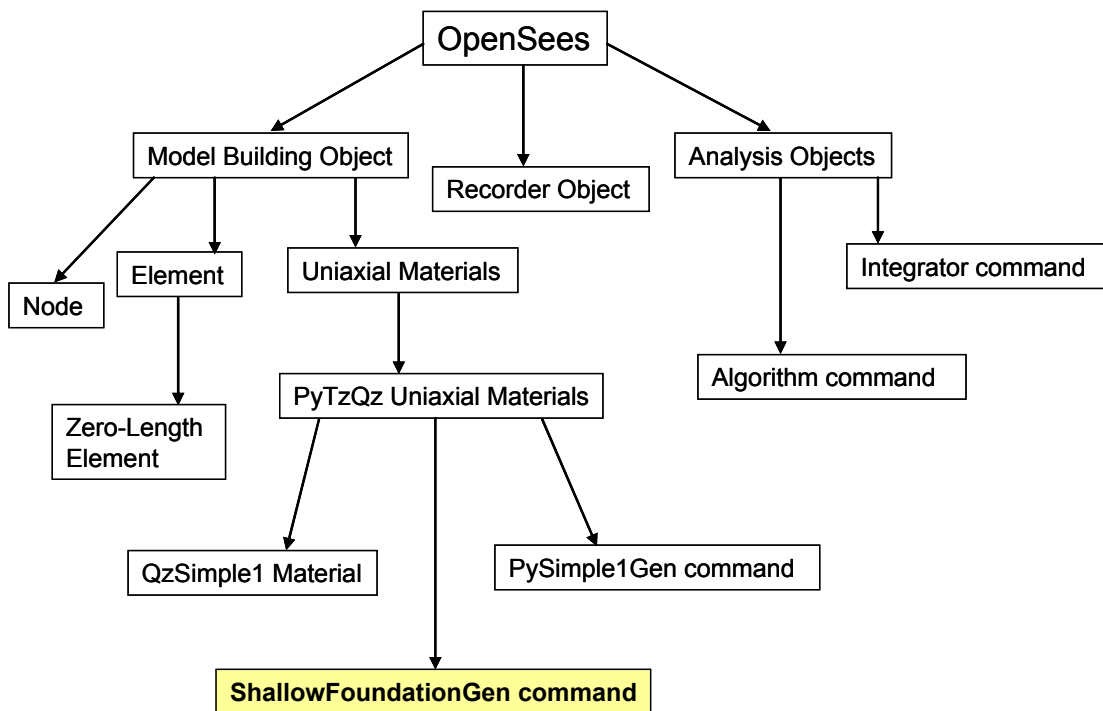 OpenSees
Model Building Object
Analysis Objects
Recorder Object
Element
Uniaxial Materials
Integrator command
Node
Algorithm command
PyTzQz Uniaxial Materials
Zero-Length
Element
QzSimple1 Material
PySimple1Gen command
ShallowFoundationGen command